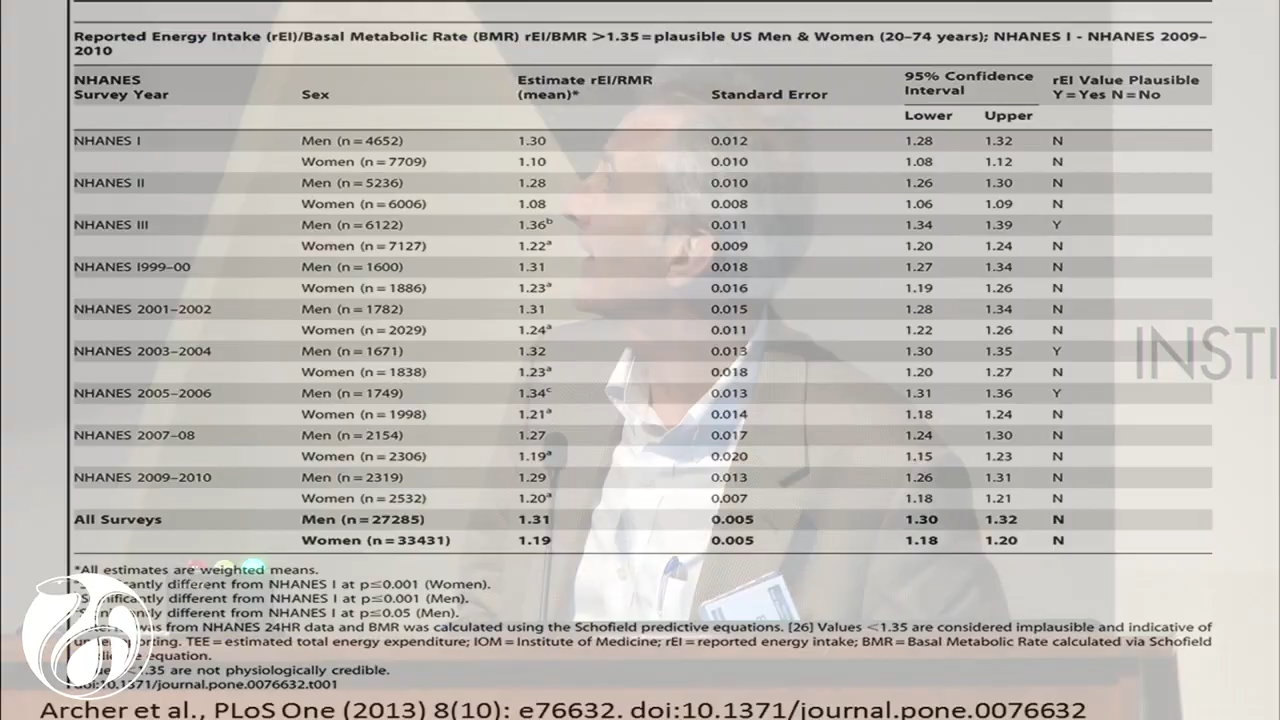 Reported Energy Intake (rEI)/Basal Metabolic Rate (BMR) rEI/BMR >1.35=plausible US Men & Women (20–74 years); NHANES I - NHANES 2009–
2010
NHANES Survey Year Sex Estimate rEI/RMR (mean)* Standard Error 95% Confidence Interval rEI Value Plausible Y=Yes N=No
Lower Upper
NHANES I Men (n=4652) 1.30 0.012 1.28 1.32 N
Women (n=7709) 1.10 0.010 1.08 1.12 N
NHANES II Men (n=5236) 1.28 0.010 1.26 1.30 N
Women (n=6006) 1.08 0.008 1.06 1.09 N
NHANES III Men (n=6122) 1.36b 0.011 1.34 1.39 Y
Women (n=7127) 1.22a 0.009 1.20 1.24 N
NHANES I999–00 Men (n=1600) 1.31 0.018 1.27 1.34 N
Women (n=1886) 1.23a 0.016 1.19 1.26 N
NHANES 2001–2002 Men (n=1782) 1.31 0.015 1.28 1.34 N
Women (n=2029) 1.24a 0.011 1.22 1.26 N
NHANES 2003–2004 Men (n=1671) 1.32 0.013 1.30 1.35 Y
Women (n=1838) 1.23a 0.018 1.20 1.27 N
NHANES 2005–2006 Men (n=1749) 1.34c 0.013 1.31 1.36 Y
Women (n=1998) 1.21a 0.014 1.18 1.24 N
NHANES 2007–08 Men (n=2154) 1.27 0.017 1.24 1.30 N
Women (n=2306) 1.19a 0.020 1.15 1.23 N
NHANES 2009–2010 Men (n=2319) 1.29 0.013 1.26 1.31 N
Women (n=2532) 1.20a 0.007 1.18 1.21 N
All Surveys Men (n=27285) 1.31 0.005 1.30 1.32 N
Women (n=33431) 1.19 0.005 1.18 1.20 N
*All estimates are weighted means.
different from NHANES I at p≤0.001 (Women).
Significantly different from NHANES I at p≤0.001 (Men).
different from NHANES I at p≤0.05 (Men).
was from NHANES 24HR data and BMR was calculated using the Schofield predictive equations. [26] Values <1.35 are considered implausible and indicative of
TEE=estimated total energy expenditure; IOM=Institute of Medicine; rEI=reported energy intake; BMR=Basal Metabolic Rate calculated via Schofield
equation.
<1.35 are not physiologically credible.
doi:10.1371/journal.pone.0076632.t001
Archer et al., PLoS One (2013) 8(10): e76632. doi:10.1371/journal.pone.0076632
INSTI